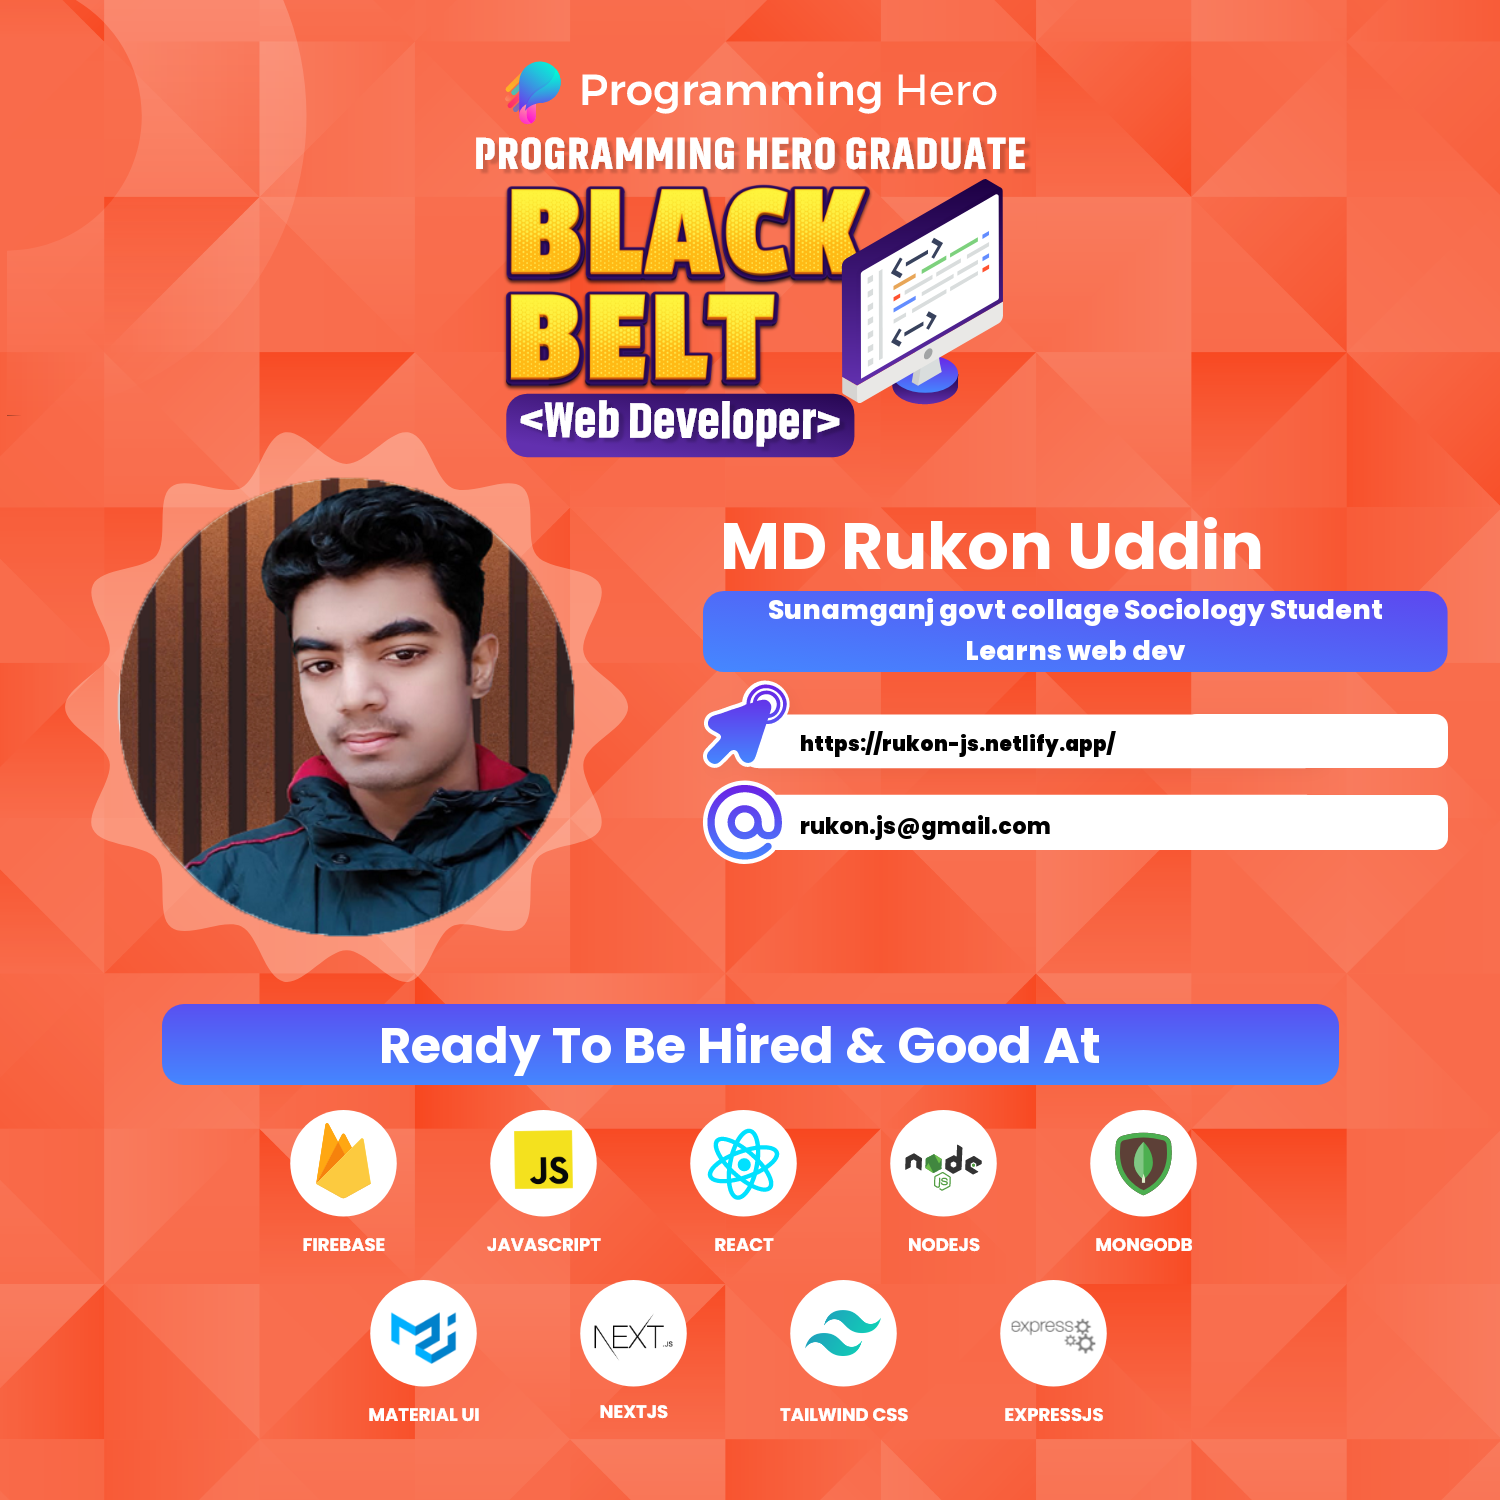 Programming Hero
PROGRAMMING HERO GRADUATE
BLACK
BELT
<Web Developer>
MD Rukon Uddin
Sunamganj govt collage Sociology Student
Learns web dev
https://rukon-js.netlify.app/
rukon.js@gmail.com
Ready To Be Hired & Good At
JS
node
JS
FIREBASE
JAVASCRIPT
REACT
NODEJS
MONGODB
NEXT.JS
express
MATERIAL UI
NEXTJS
TAILWIND CSS
EXPRESSJS